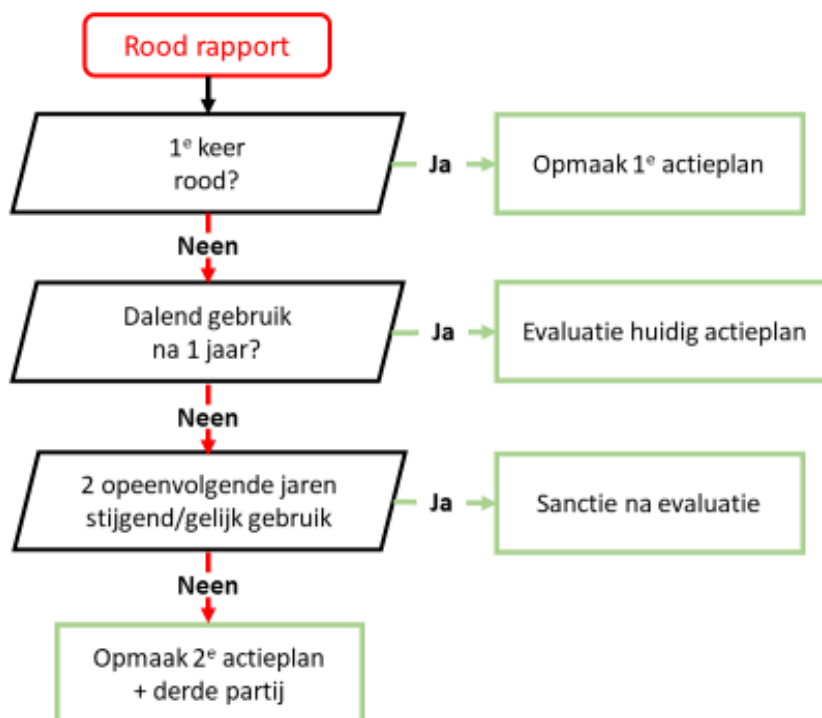 Rood rapport
1e keer
rood?
Ja
Opmaak 1e actieplan
Neen
Dalend gebruik
na 1 jaar?
Ja
Evaluatie huidig actieplan
Neen
2 opeenvolgende jaren
stijgend/gelijk gebruik
Ja
Sanctie na evaluatie
Neen
Opmaak 2e actieplan
+ derde partij